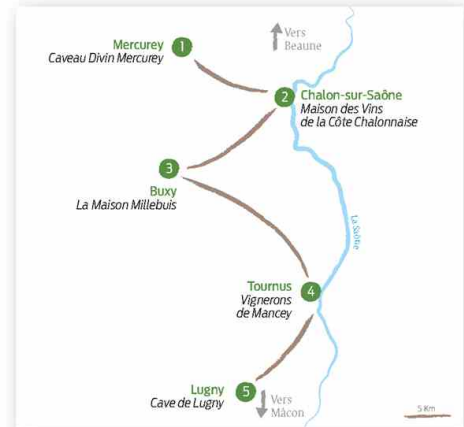 Mercurey
Caveau Divin Mercurey
1
Vers
Beaune
2
Chalon-sur-Saône
Maison des Vins
de la Côte Chalonnaise
3
Buxy
La Maison Millebuis
La Saône
Tournus
4
Vignerons
de Mancey
Lugny
5
Cave de Lugny
Vers
Mâcon
5 Km